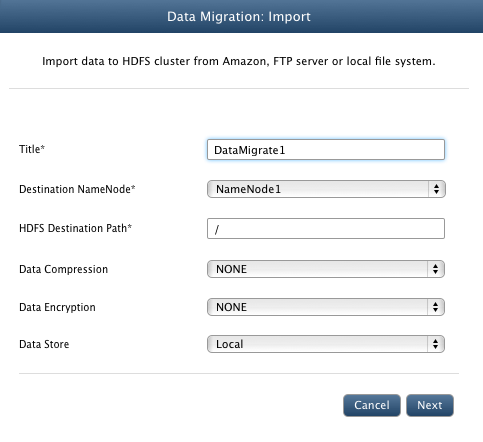 Data Migration: Import
Import data to HDFS cluster from Amazon, FTP server or local file system.
Title* DataMigrate1
Destination NameNode* NameNode1
HDFS Destination Path* /
Data Compression NONE
Data Encryption NONE
Data Store Local
Cancel Next